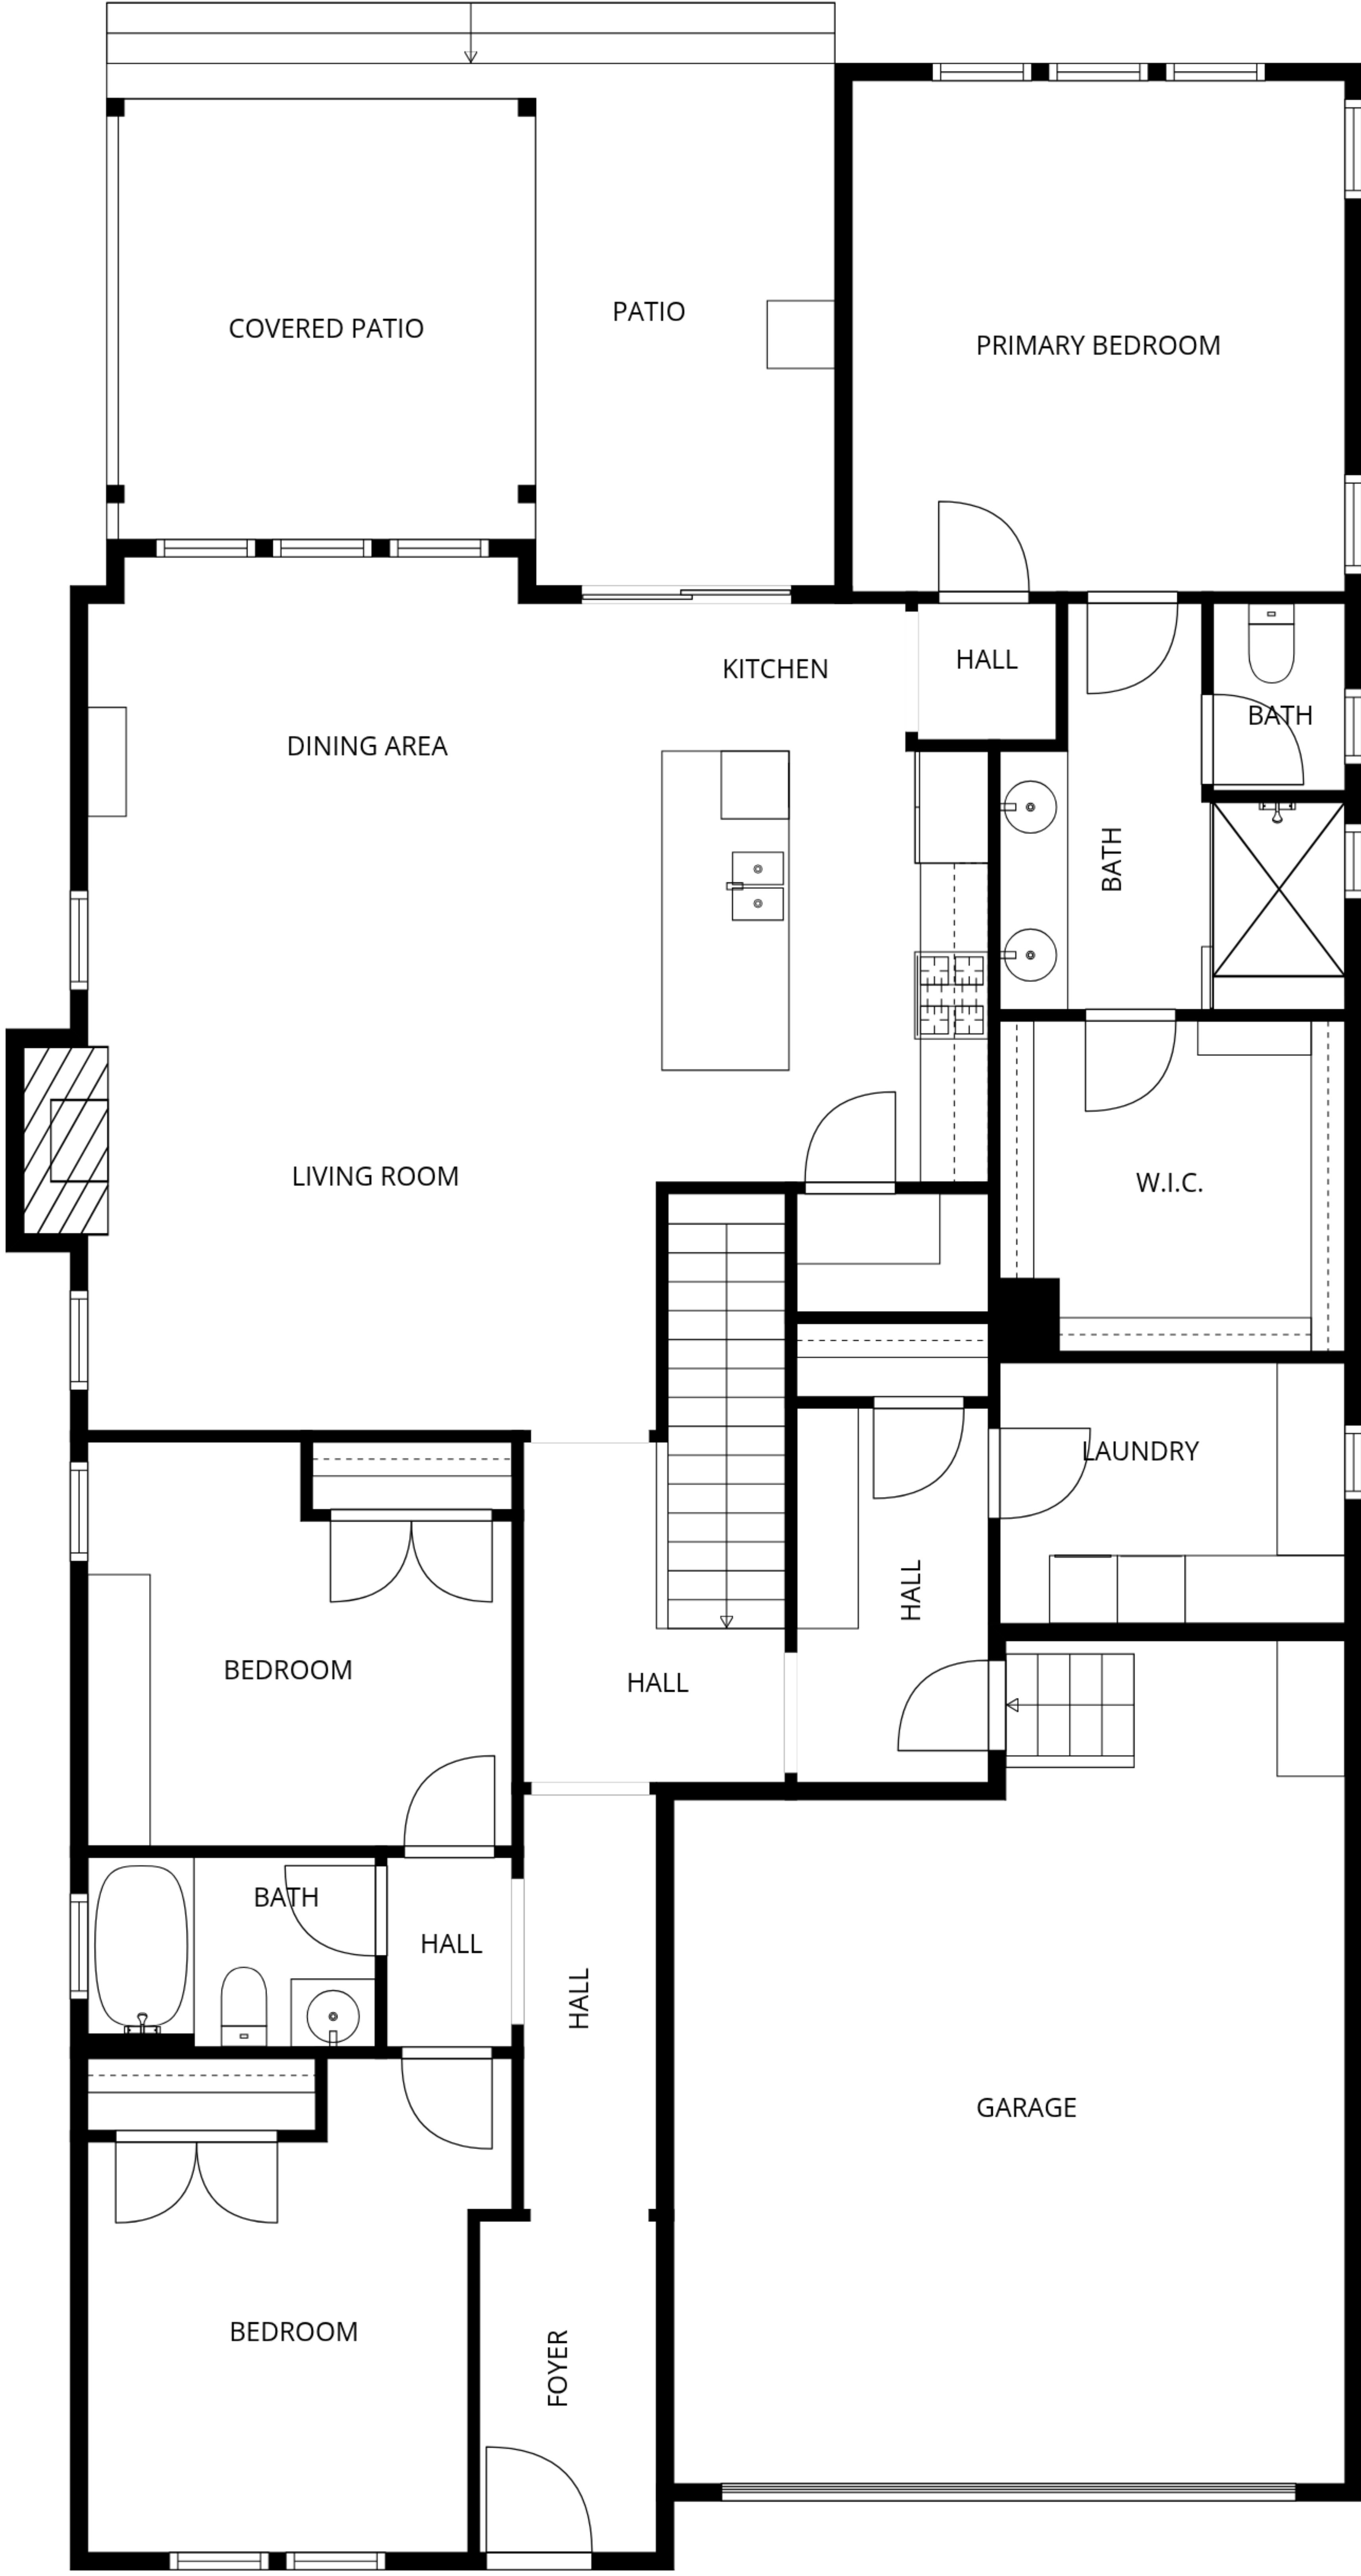 PATIO
COVERED PATIO
PRIMARY BEDROOM
HALL
KITCHEN
BATH
DINING AREA
BATH
LIVING ROOM
W.I.C.
LAUNDRY
HALL
BEDROOM
HALL
BATH
HALL
HALL
GARAGE
BEDROOM
FOYER